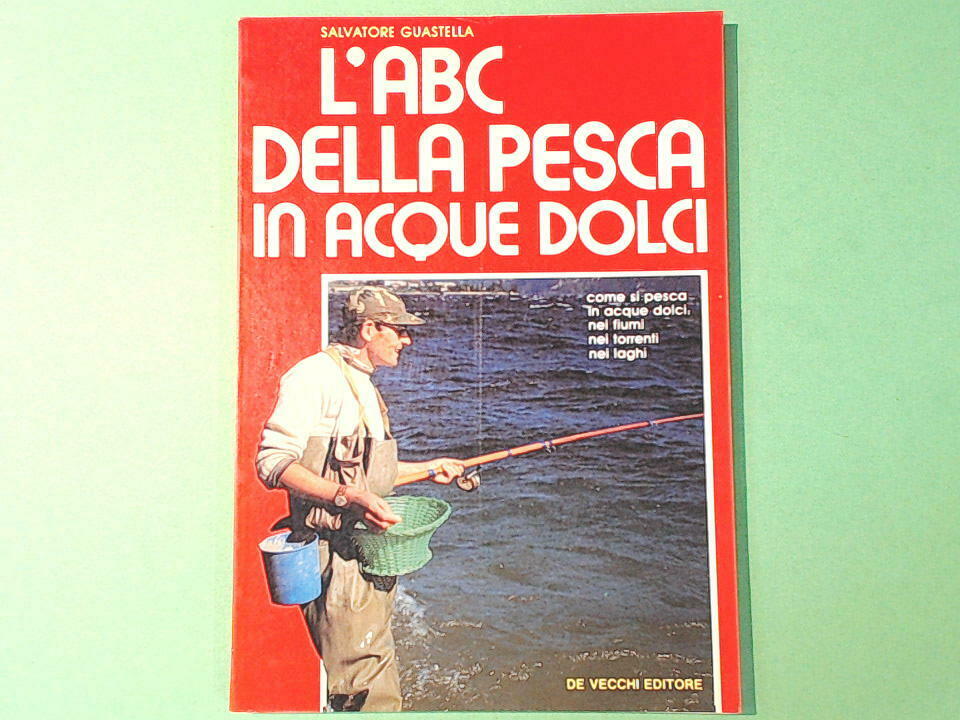 SALVATORE GUASTELLA
L'ABC
DELLA PESCA
IN ACQUE DOLCI
come si pesca
in acque dolci,
nei fiumi
nei torrenti
nei laghi
DE VECCHI EDITORE